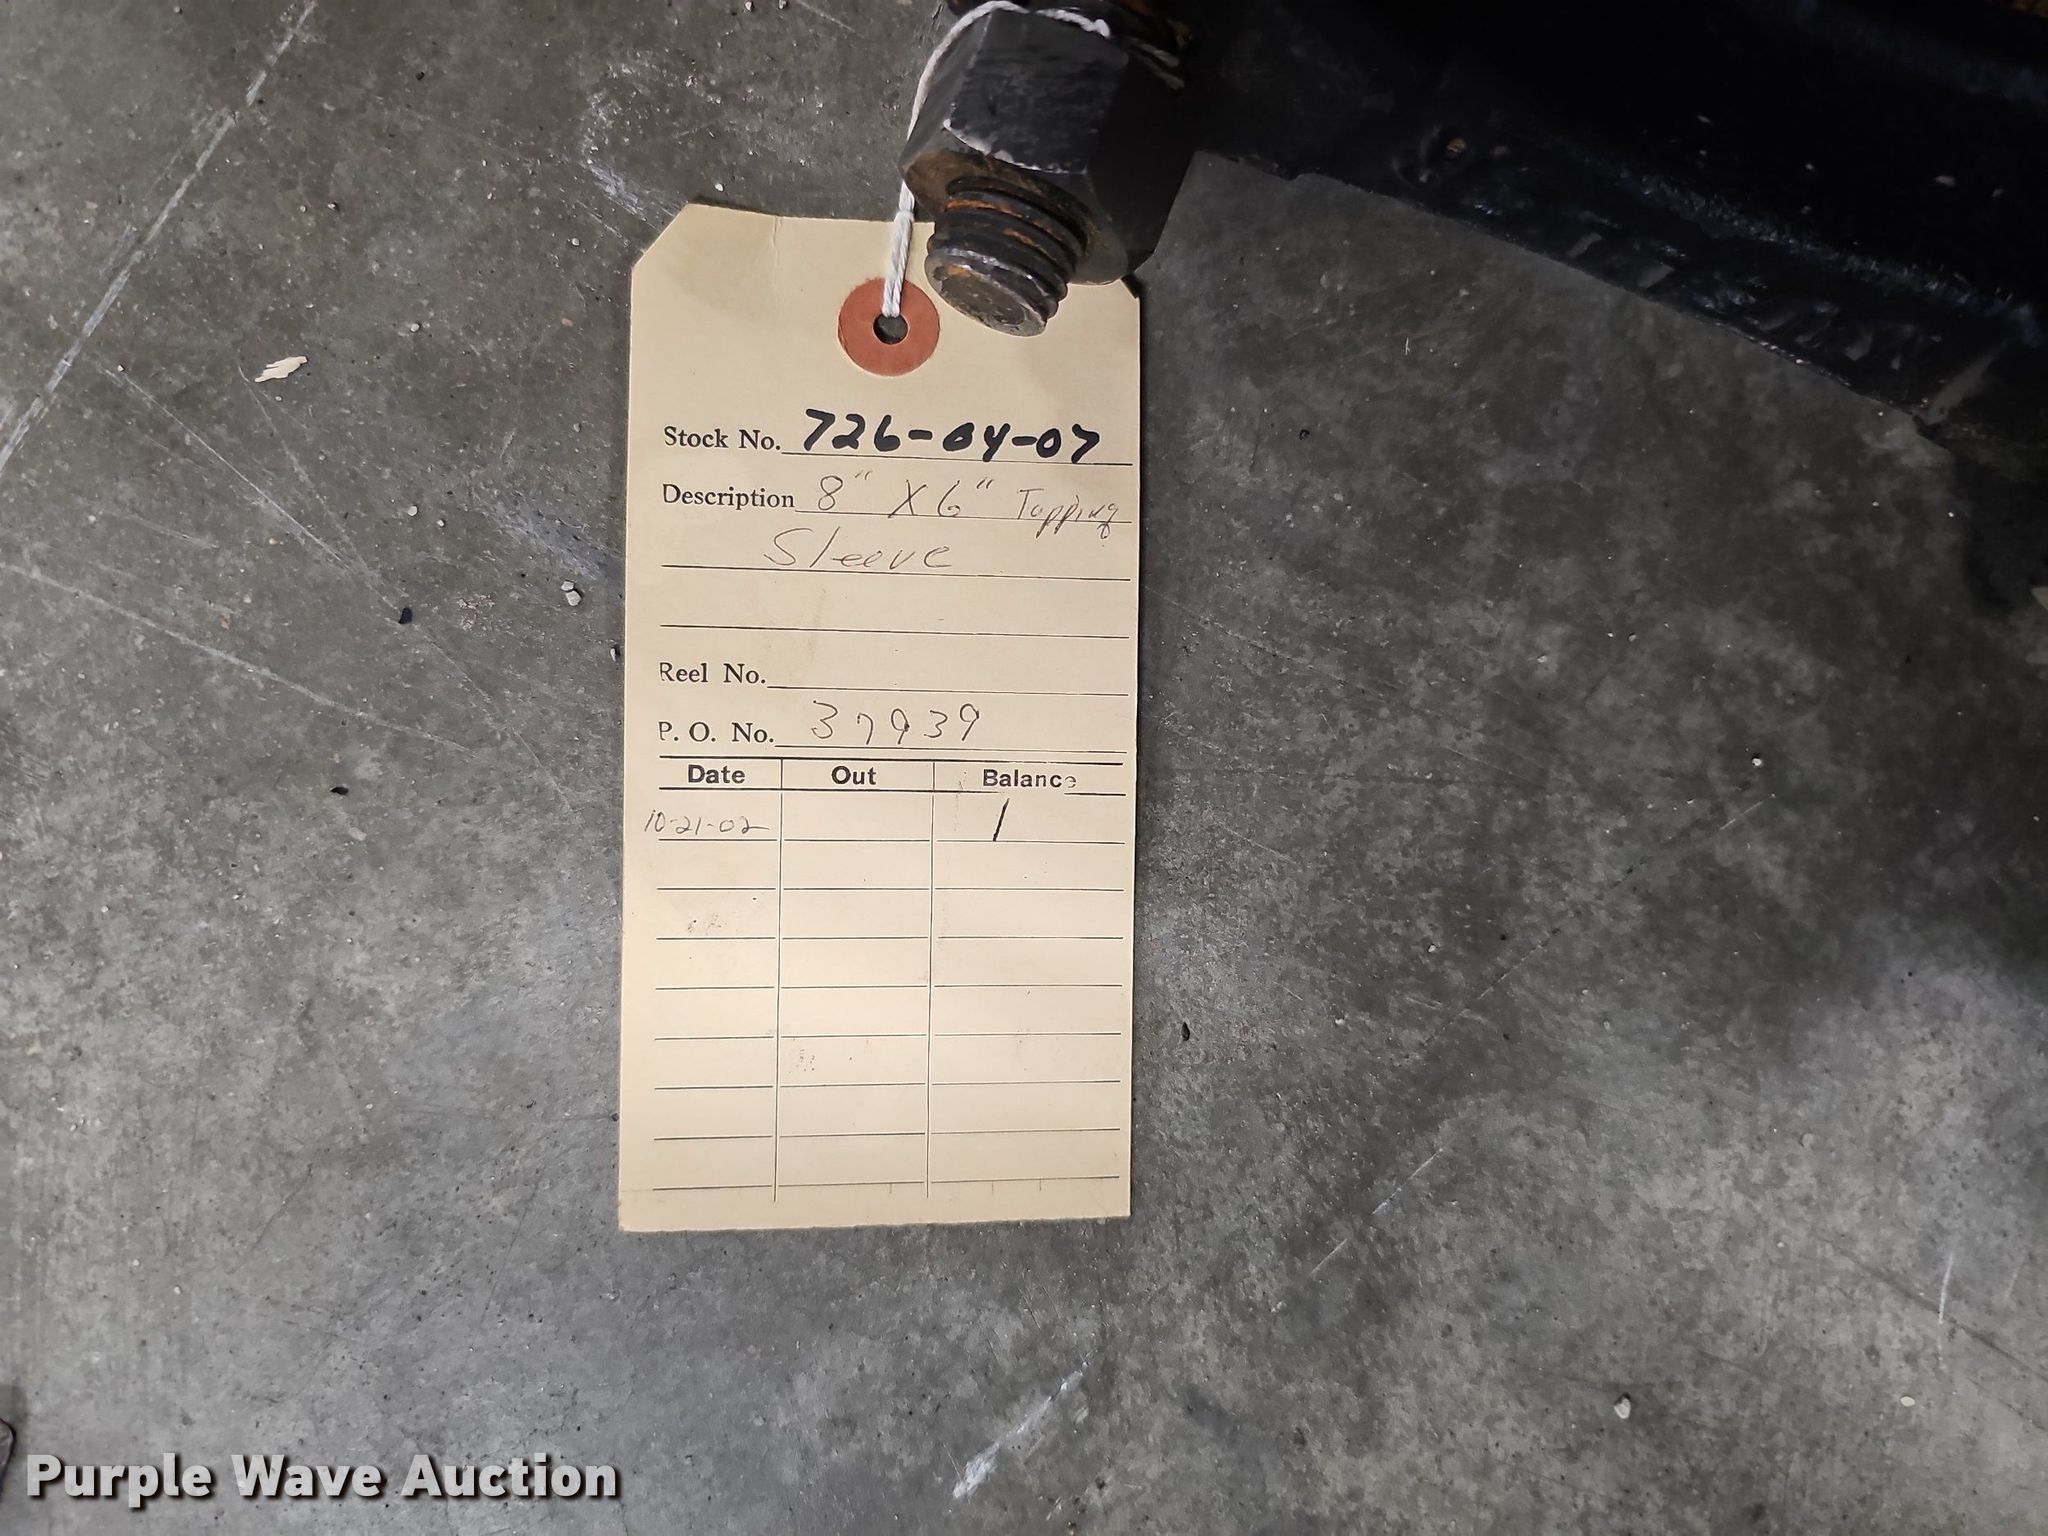 Stock No. 726-04-07
Description 8" X 6" Tapping
Sleeve
Reel No.
P. O. No. 37939
Date Out Balance
10-21-02 1
Purple Wave Auction